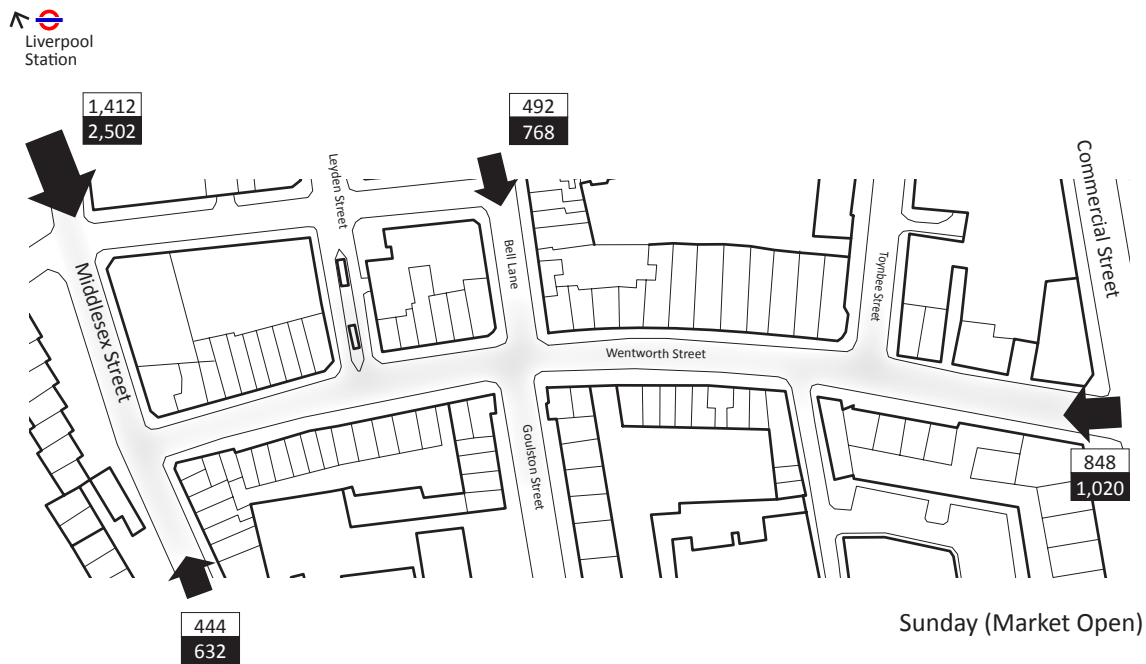 Liverpool
Station
1,412
2,502
492
768
Leyden Street
Commercial Street
Bell Lane
Toynbee Street
Middlesex Street
Wentworth Street
Goulston Street
848
1,020
444
632
Sunday (Market Open)